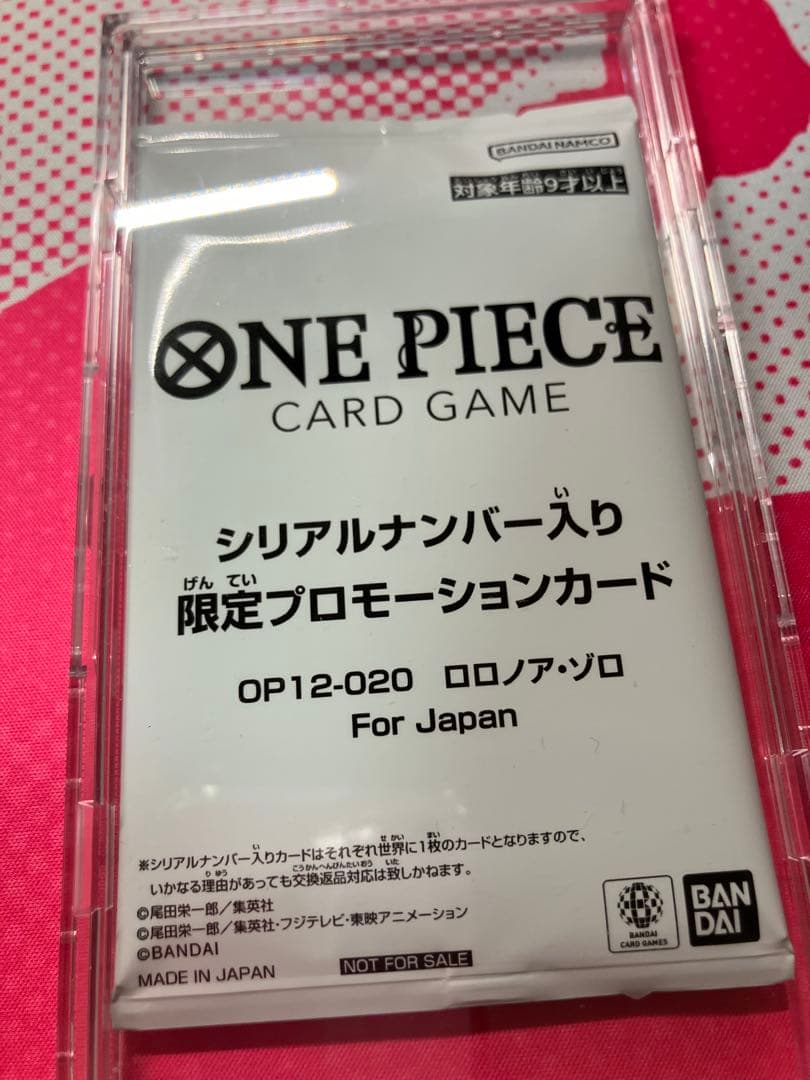 BANDAI NAMCO
対象年齢9才以上
ONE PIECE
CARD GAME
シリアルナンバー入り
限定プロモーションカード
OP12-020 ロロノア・ゾロ
For Japan
※シリアルナンバー入りカードはそれぞれ世界に1枚のカードとなりますので、
いかなる理由があっても交換返品対応は致しかねます。
©尾田栄一郎／集英社
©尾田栄一郎／集英社・フジテレビ・東映アニメーション
©BANDAI
MADE IN JAPAN
NOT FOR SALE
BANDAI
CARD GAMES
BAN
DAI